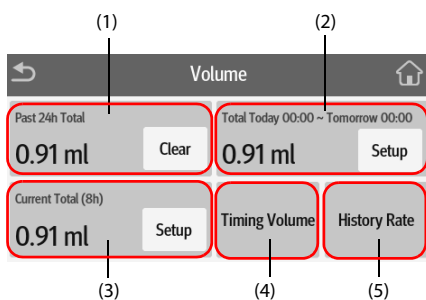 (1)
(2)
Volume
Past 24h Total
0.91 ml
Clear
Total Today 00:00 ~ Tomorrow 00:00
0.91 ml
Setup
Current Total (8h)
0.91 ml
Setup
Timing Volume
History Rate
(3)
(4)
(5)